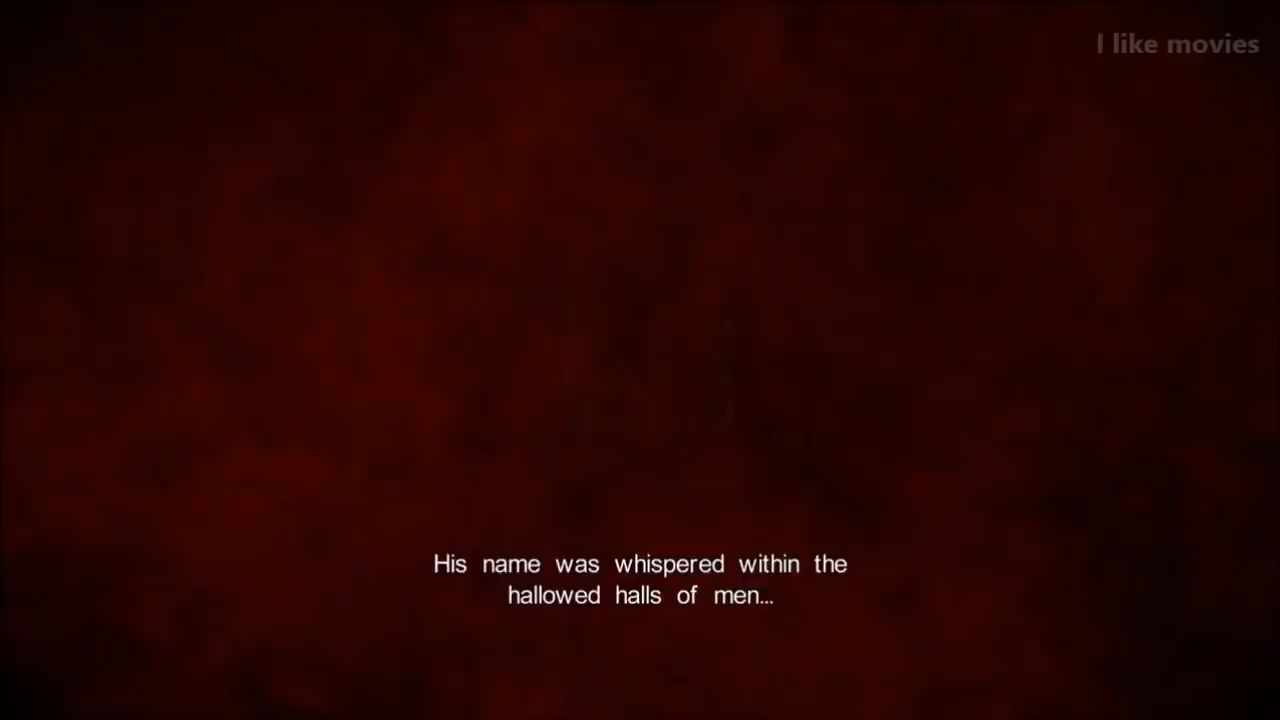 I like movies
His name was whispered within the
hallowed halls of men...